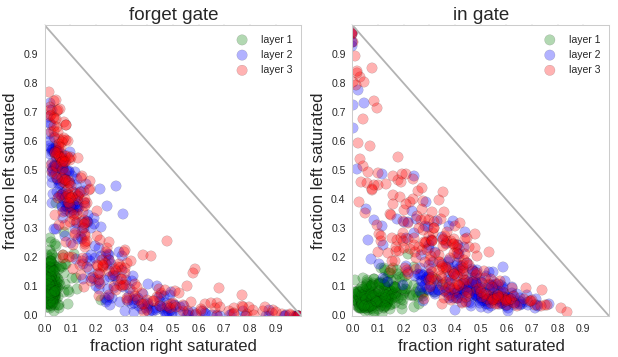 forget gate
fraction left saturated
0.9
0.8
0.7
0.6
0.5
0.4
0.3
0.2
0.1
0.0
layer 1
layer 2
layer 3
0.0 0.1 0.2 0.3 0.4 0.5 0.6 0.7 0.8 0.9
fraction right saturated
in gate
fraction left saturated
0.9
0.8
0.7
0.6
0.5
0.4
0.3
0.2
0.1
0.0
layer 1
layer 2
layer 3
0.0 0.1 0.2 0.3 0.4 0.5 0.6 0.7 0.8 0.9
fraction right saturated